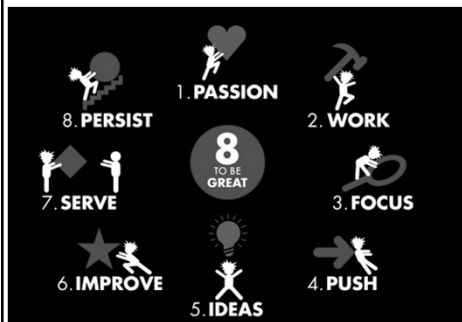 1. PASSION
2. WORK
3. FOCUS
4. PUSH
5. IDEAS
6. IMPROVE
7. SERVE
8. PERSIST
8
TO BE
GREAT